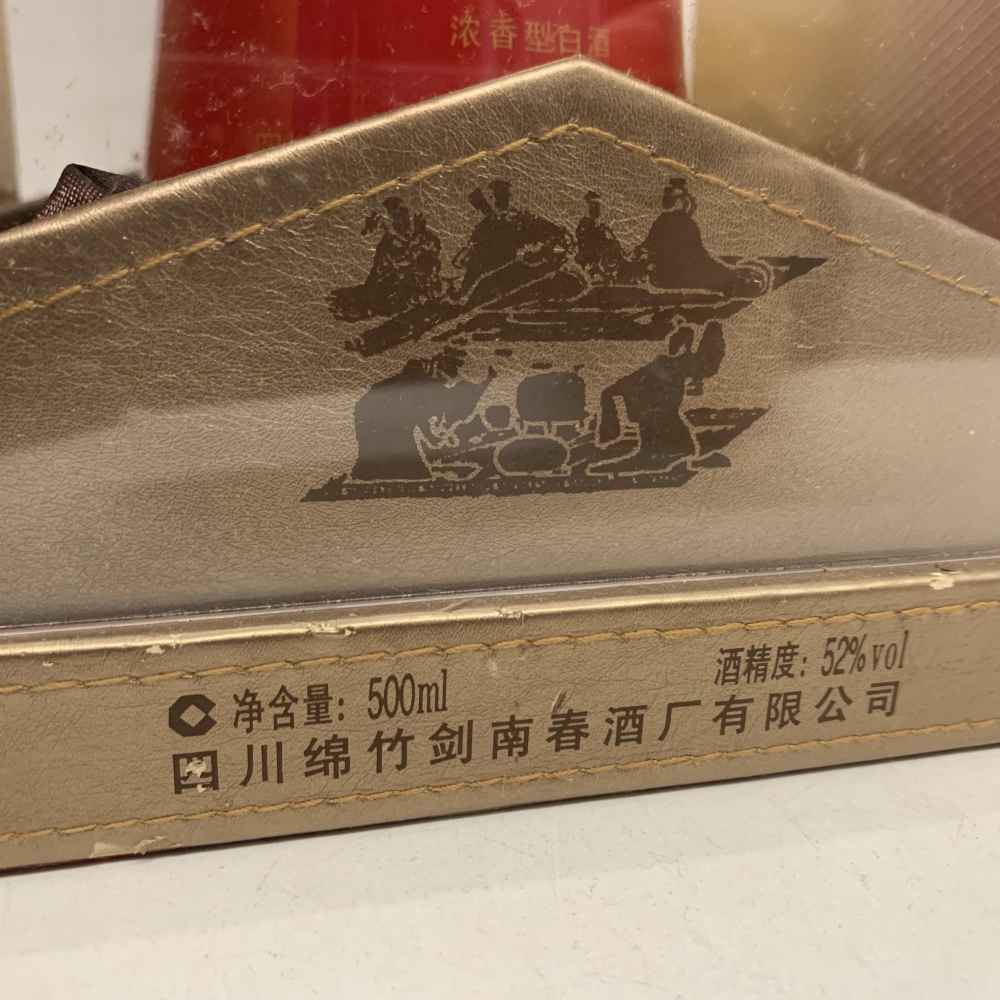 浓香型白酒
净含量: 500ml
酒精度: 52%vol
四川绵竹剑南春酒厂有限公司